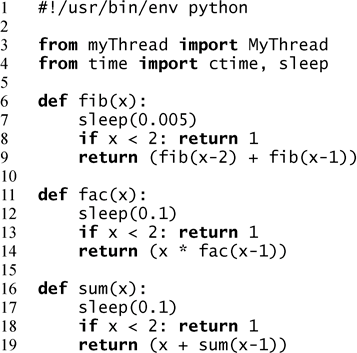 1 #!/usr/bin/env python
2
3 from myThread import MyThread
4 from time import ctime, sleep
5
6 def fib(x):
7     sleep(0.005)
8     if x < 2: return 1
9     return (fib(x-2) + fib(x-1))
10
11 def fac(x):
12     sleep(0.1)
13     if x < 2: return 1
14     return (x * fac(x-1))
15
16 def sum(x):
17     sleep(0.1)
18     if x < 2: return 1
19     return (x + sum(x-1))